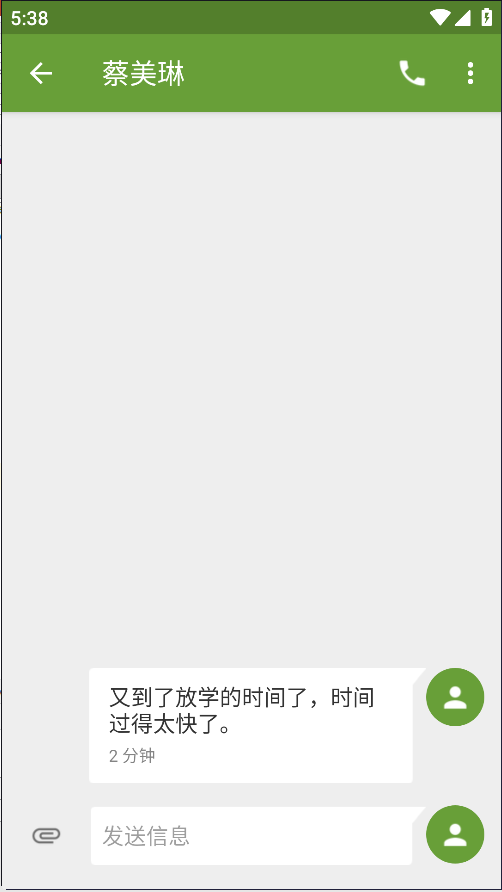 5:38
蔡美琳
又到了放学的时间了，时间
过得太快了。
2 分钟
发送信息